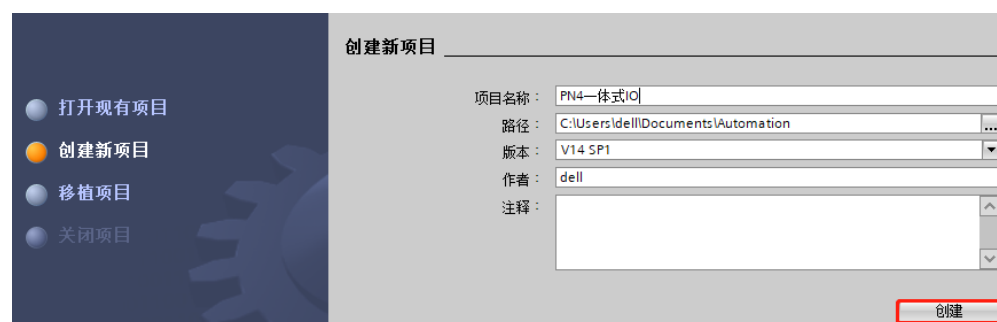 创建新项目
打开现有项目
创建新项目
移植项目
关闭项目
项目名称： PN4一体式IO
路径： C:\Users\dell\Documents\Automation ...
版本： V14 SP1
作者： dell
注释：
创建